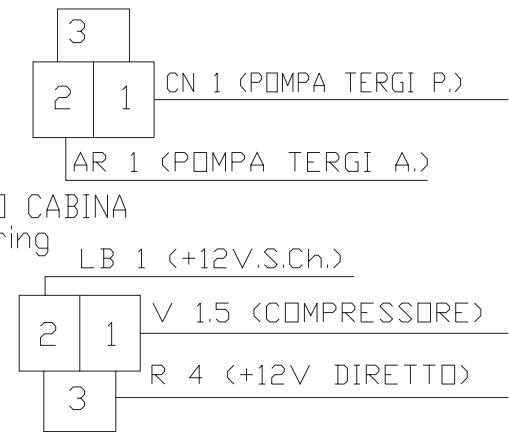 3
2 1 CN 1 (POMPA TERGI P.)
AR 1 (POMPA TERGI A.)
CABINA
LB 1 (+12V.S.Ch.)
2 1 V 1.5 (COMPRESSORE)
3 R 4 (+12V DIRETTO)